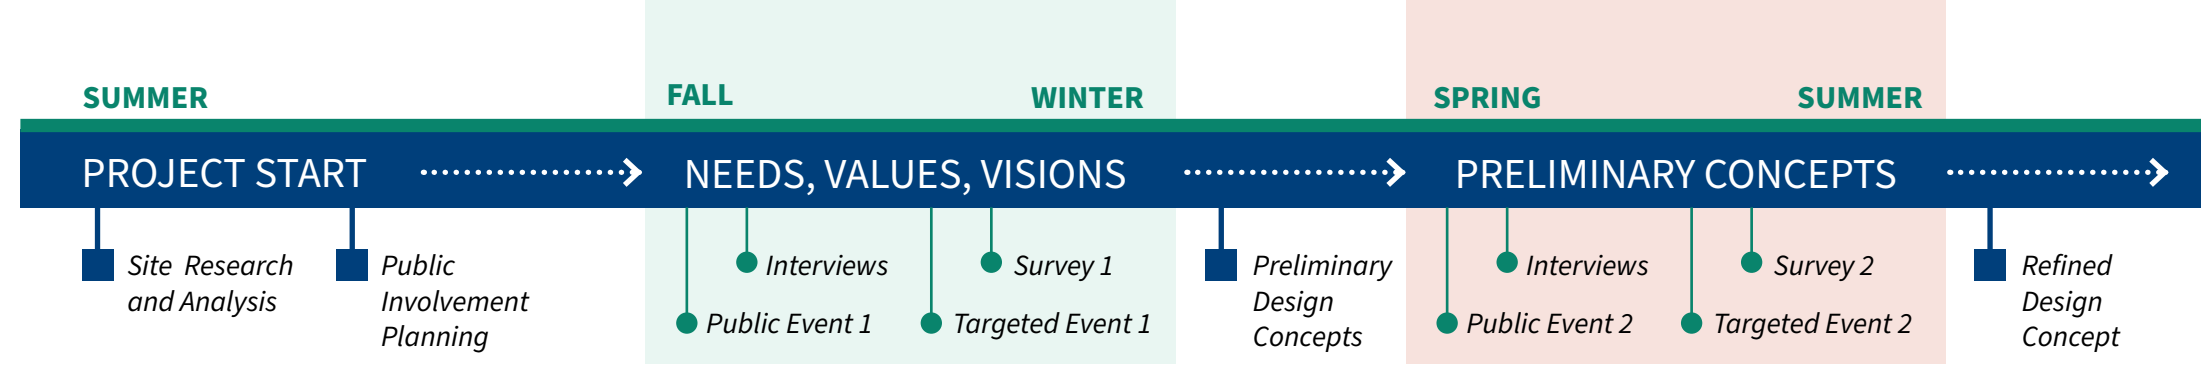 SUMMER
FALL
WINTER
SPRING
SUMMER
PROJECT START
NEEDS, VALUES, VISIONS
PRELIMINARY CONCEPTS
Site Research
and Analysis
Public
Involvement
Planning
Interviews
Public Event 1
Survey 1
Targeted Event 1
Preliminary
Design
Concepts
Interviews
Public Event 2
Survey 2
Targeted Event 2
Refined
Design
Concept